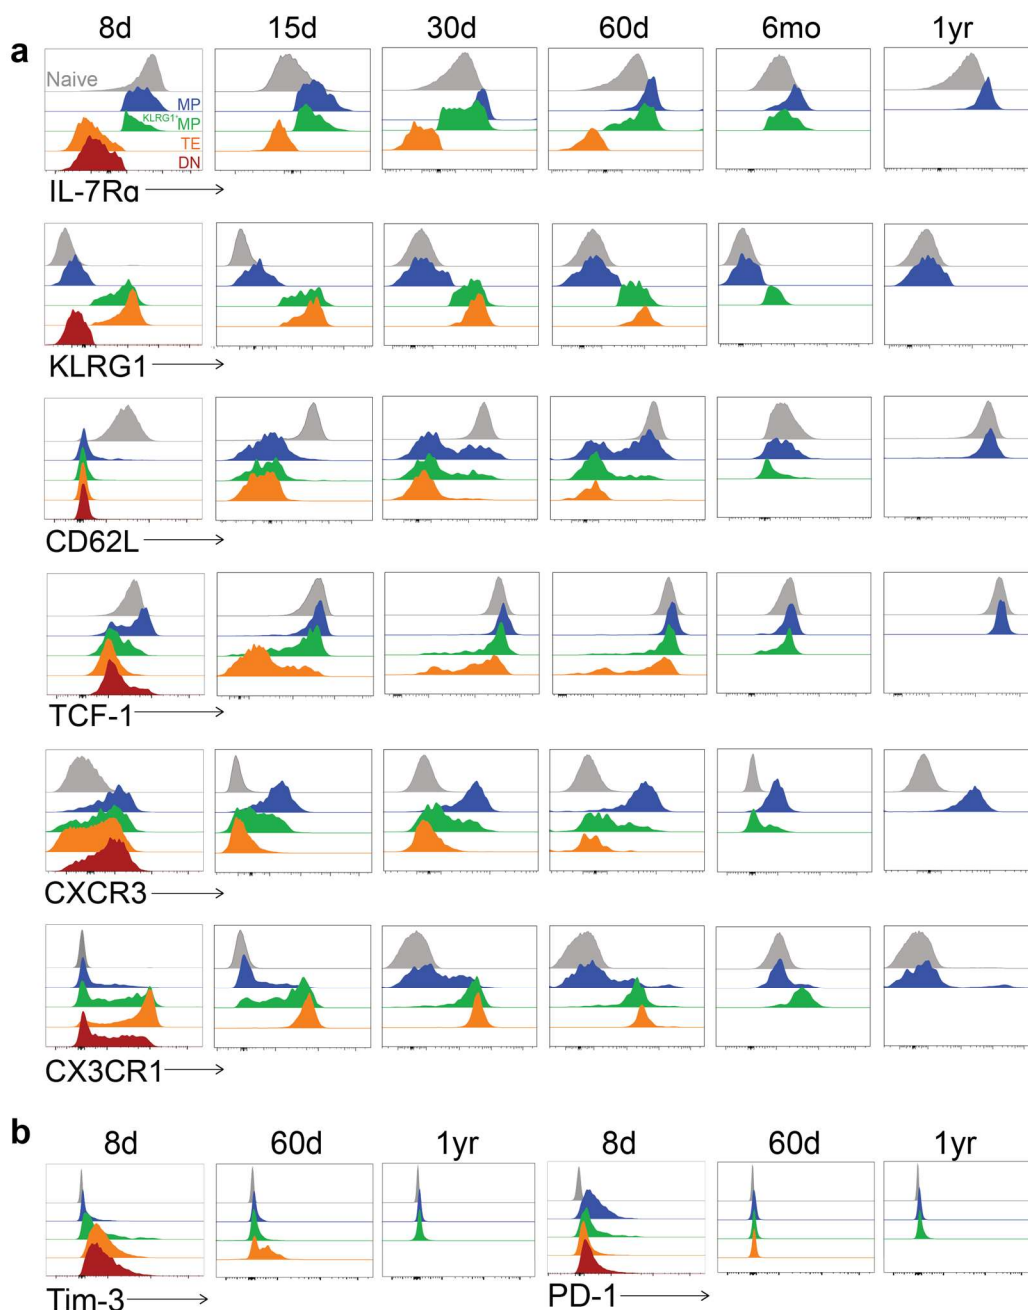 a
8d 15d 30d 60d 6mo 1yr
Naive
MP
KLRG1+ MP
TE
DN
IL-7Rα
KLRG1
CD62L
TCF-1
CXCR3
CX3CR1
b
8d 60d 1yr 8d 60d 1yr
Tim-3 PD-1